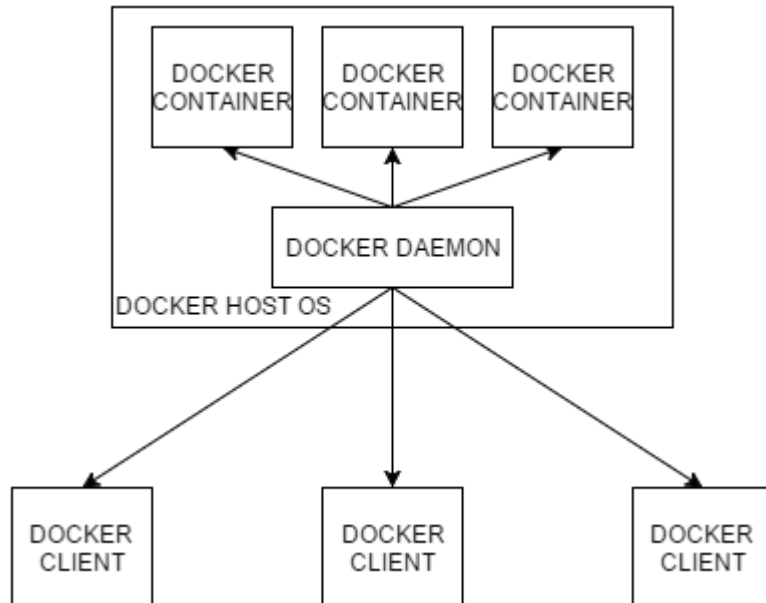 DOCKER
CONTAINER
DOCKER
CONTAINER
DOCKER
CONTAINER
DOCKER DAEMON
DOCKER HOST OS
DOCKER
CLIENT
DOCKER
CLIENT
DOCKER
CLIENT